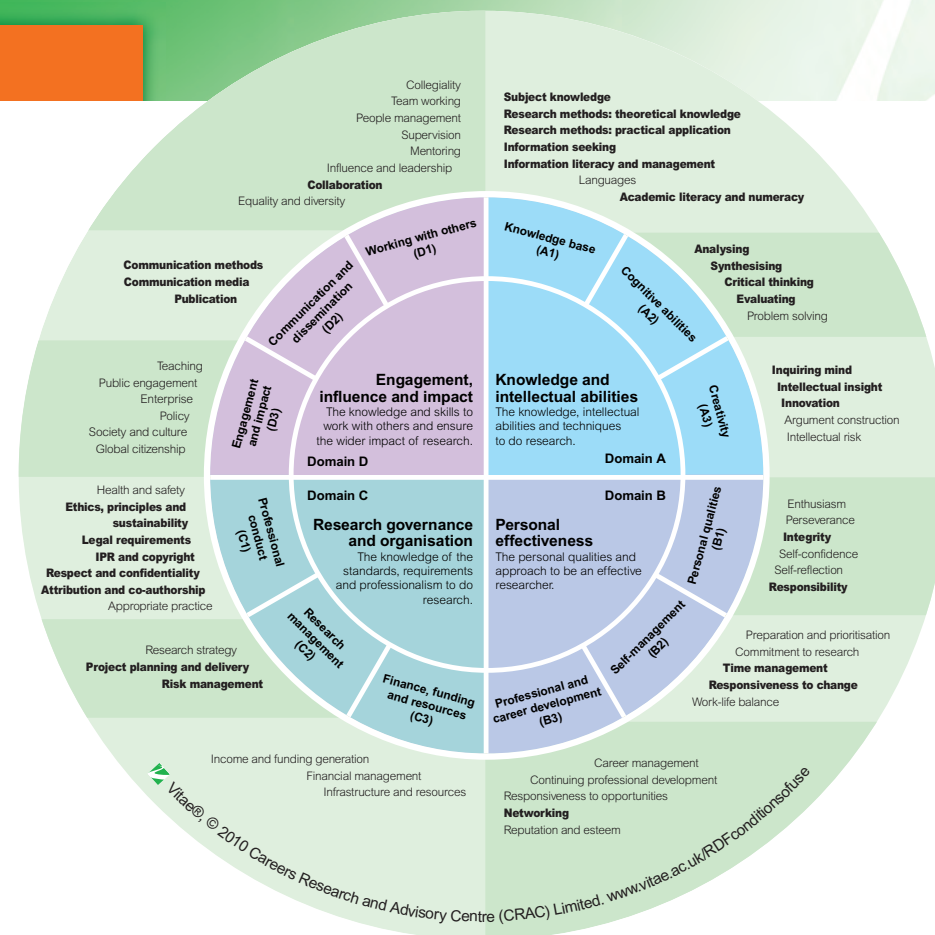 Collegiality
Team working
People management
Supervision
Mentoring
Influence and leadership
Collaboration
Equality and diversity
Subject knowledge
Research methods: theoretical knowledge
Research methods: practical application
Information seeking
Information literacy and management
Languages
Academic literacy and numeracy
Working with others
(D1)
Knowledge base
(A1)
Communication methods
Communication media
Publication
Communication and
dissemination
(D2)
Cognitive abilities
(A2)
Analysing
Synthesising
Critical thinking
Evaluating
Problem solving
Teaching
Public engagement
Enterprise
Policy
Society and culture
Global citizenship
Engagement
and impact
(D3)
Engagement,
influence and impact
The knowledge and skills to
work with others and ensure
the wider impact of research.
Domain D
Knowledge and
intellectual abilities
The knowledge, intellectual
abilities and techniques
to do research.
Domain A
Creativity
(A3)
Inquiring mind
Intellectual insight
Innovation
Argument construction
Intellectual risk
Health and safety
Ethics, principles and
sustainability
Legal requirements
IPR and copyright
Respect and confidentiality
Attribution and co-authorship
Appropriate practice
Professional
conduct
(C1)
Domain C
Research governance
and organisation
The knowledge of the
standards, requirements
and professionalism to do
research.
Domain B
Personal
effectiveness
The personal qualities and
approach to be an effective
researcher.
Personal qualities
(B1)
Enthusiasm
Perseverance
Integrity
Self-confidence
Self-reflection
Responsibility
Research strategy
Project planning and delivery
Risk management
Research
management
(C2)
Self-management
(B2)
Preparation and prioritisation
Commitment to research
Time management
Responsiveness to change
Work-life balance
Finance, funding
and resources
(C3)
Professional and
career development
(B3)
Income and funding generation
Financial management
Infrastructure and resources
Career management
Continuing professional development
Responsiveness to opportunities
Networking
Reputation and esteem
Vitae®, © 2010 Careers Research and Advisory Centre (CRAC) Limited. www.vitae.ac.uk/RDFconditionsofuse